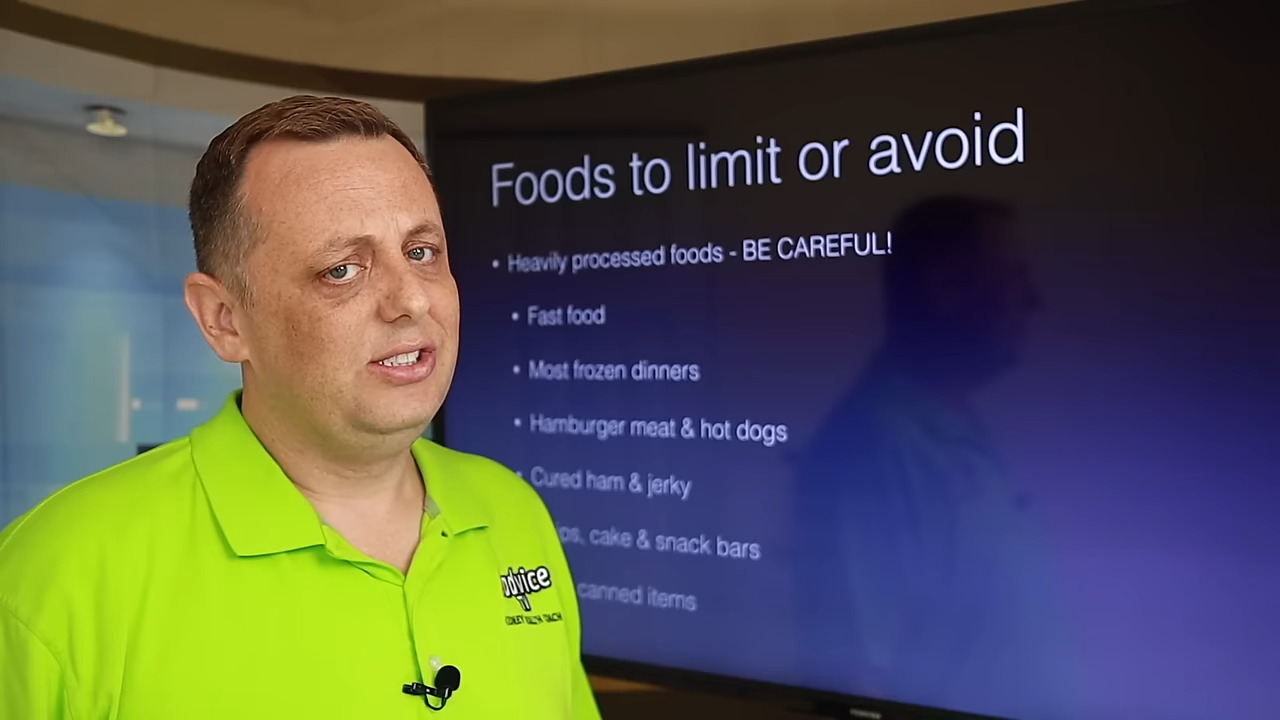 Foods to limit or avoid
• Heavily processed foods - BE CAREFUL!
• Fast food
• Most frozen dinners
• Hamburger meat & hot dogs
• Cured ham & jerky
cake & snack bars
canned items